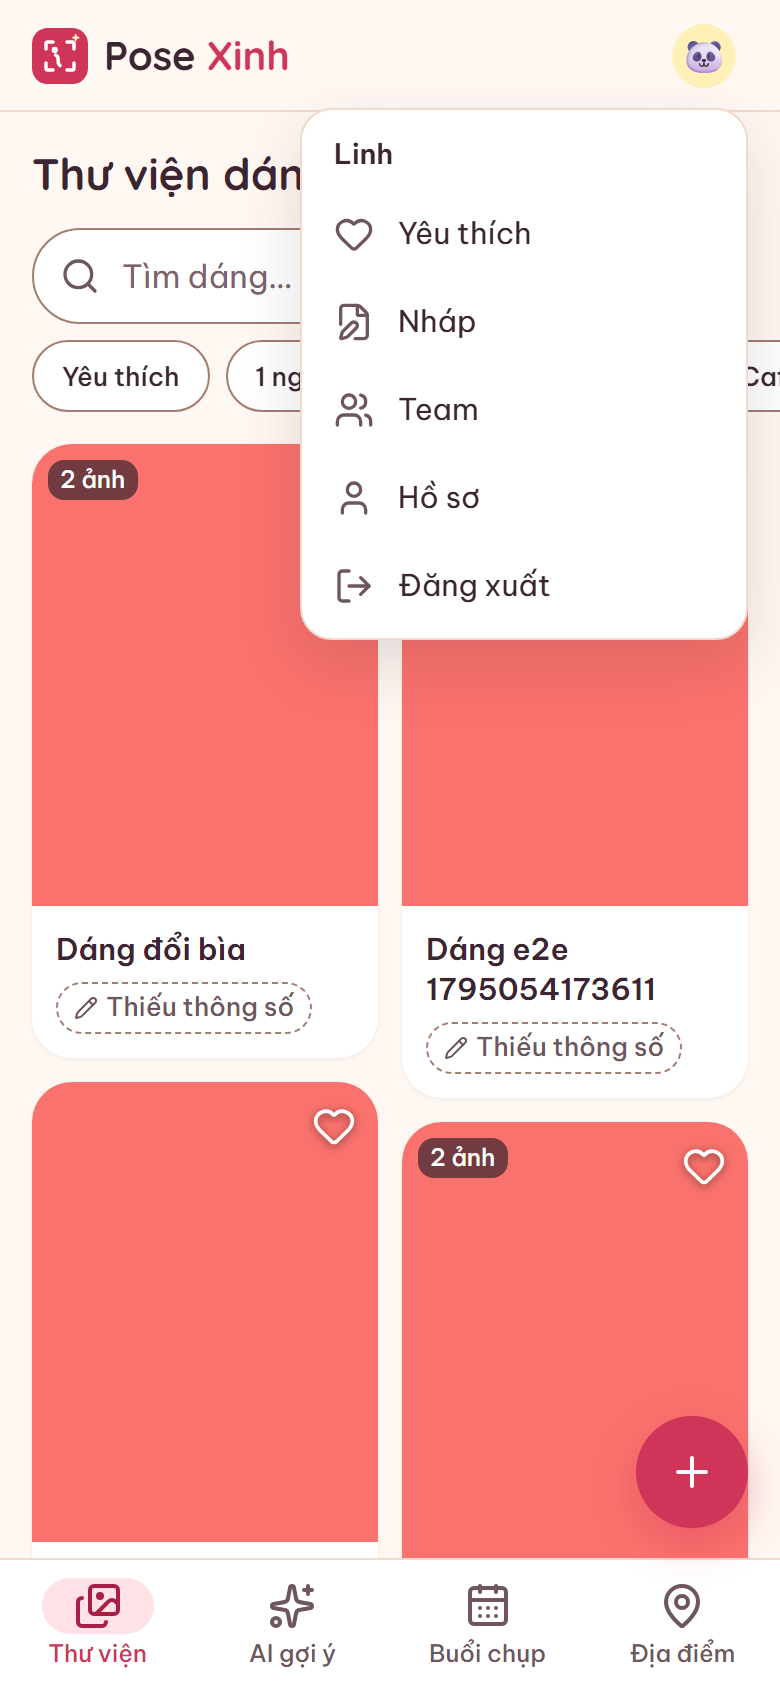 Pose Xinh
Linh
Thư viện dán
Yêu thích
Tìm dáng...
Nháp
Yêu thích
1 ng
Team
Hồ sơ
Đăng xuất
2 ảnh
Dáng đổi bìa
Thiếu thông số
Dáng e2e
1795054173611
Thiếu thông số
2 ảnh
Thư viện
AI gợi ý
Buổi chụp
Địa điểm